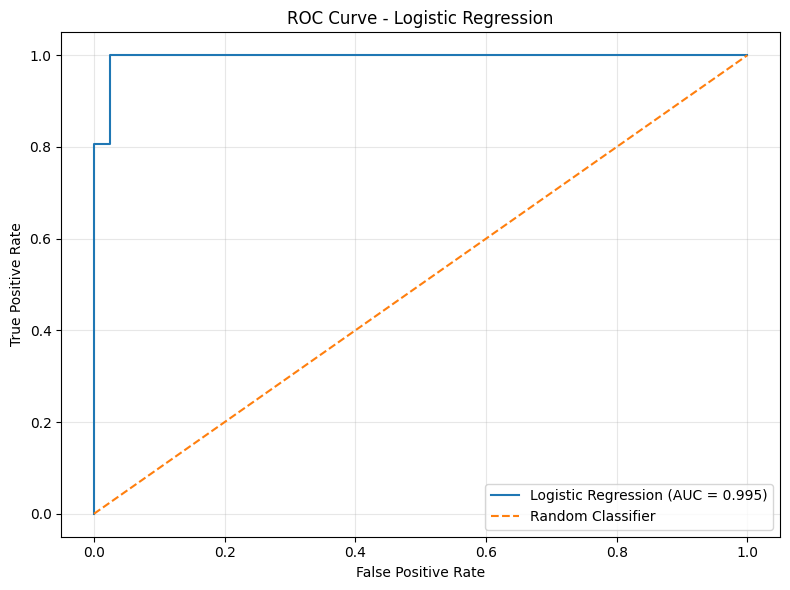 ROC Curve - Logistic Regression
True Positive Rate
1.0
0.8
0.6
0.4
0.2
0.0
Logistic Regression (AUC = 0.995)
Random Classifier
0.0 0.2 0.4 0.6 0.8 1.0
False Positive Rate